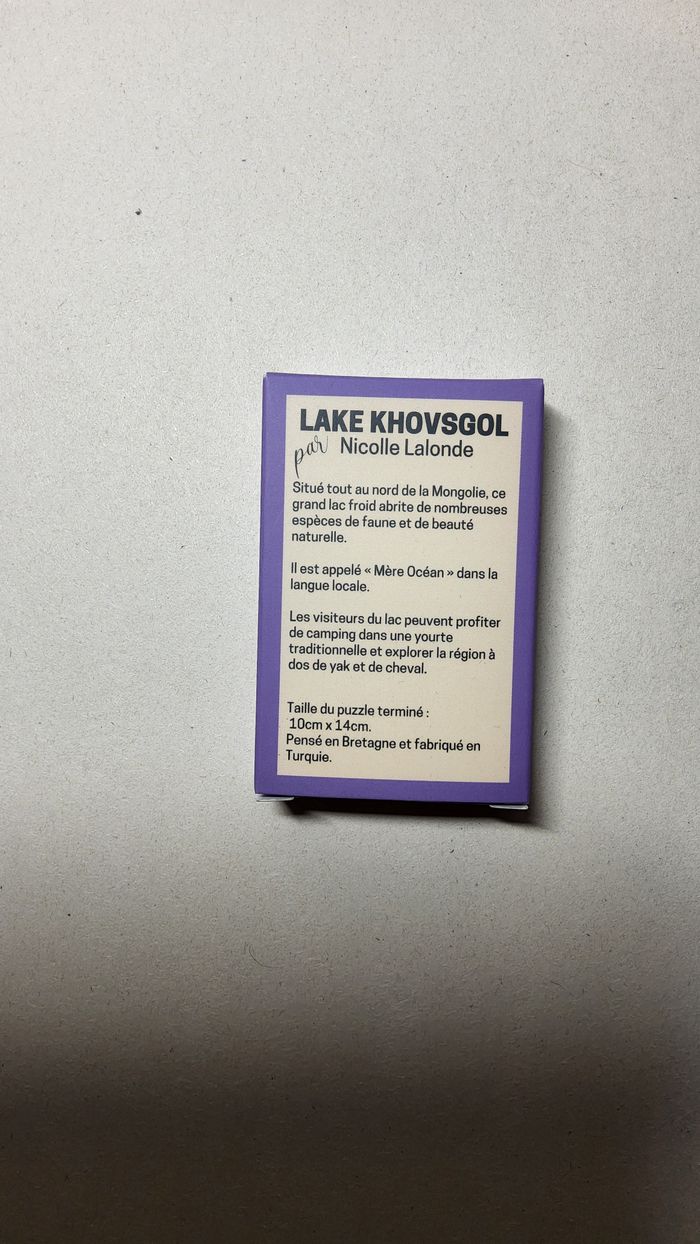 LAKE KHOVSGOL
par Nicolle Lalonde
Situé tout au nord de la Mongolie, ce
grand lac froid abrite de nombreuses
espèces de faune et de beauté
naturelle.
Il est appelé « Mère Océan » dans la
langue locale.
Les visiteurs du lac peuvent profiter
de camping dans une yourte
traditionnelle et explorer la région à
dos de yak et de cheval.
Taille du puzzle terminé :
10cm x 14cm.
Pensé en Bretagne et fabriqué en
Turquie.